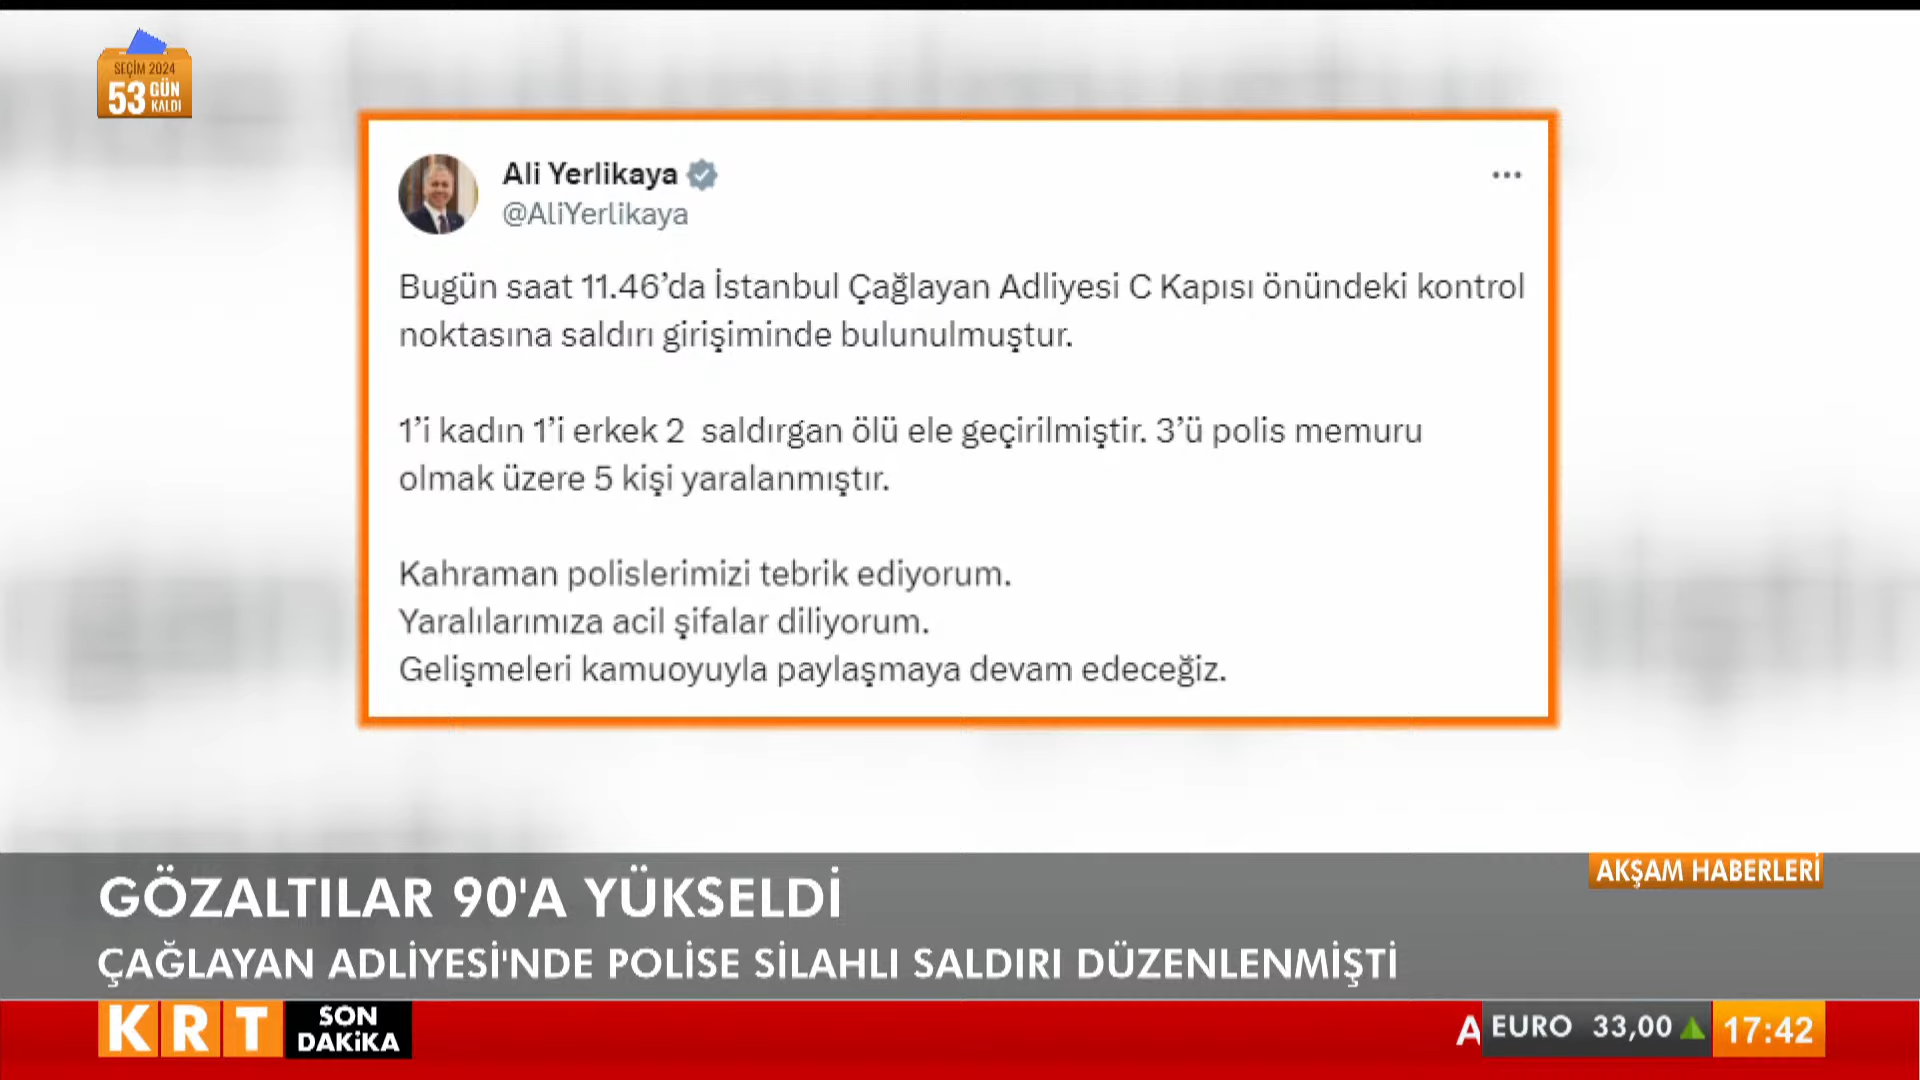 SEÇİM 2024
53 GÜN KALDI
Ali Yerlikaya
@AliYerlikaya
Bugün saat 11.46’da İstanbul Çağlayan Adliyesi C Kapısı önündeki kontrol
noktasına saldırı girişiminde bulunulmuştur.
1’i kadın 1’i erkek 2  saldırgan ölü ele geçirilmiştir. 3’ü polis memuru
olmak üzere 5 kişi yaralanmıştır.
Kahraman polislerimizi tebrik ediyorum.
Yaralılarımıza acil şifalar diliyorum.
Gelişmeleri kamuoyuyla paylaşmaya devam edeceğiz.
AKŞAM HABERLERİ
GÖZALTILAR 90'A YÜKSELDİ
ÇAĞLAYAN ADLİYESİ'NDE POLİSE SİLAHLI SALDIRI DÜZENLENMİŞTİ
KRT
SON
DAKİKA
A
EURO 33,00
17:42